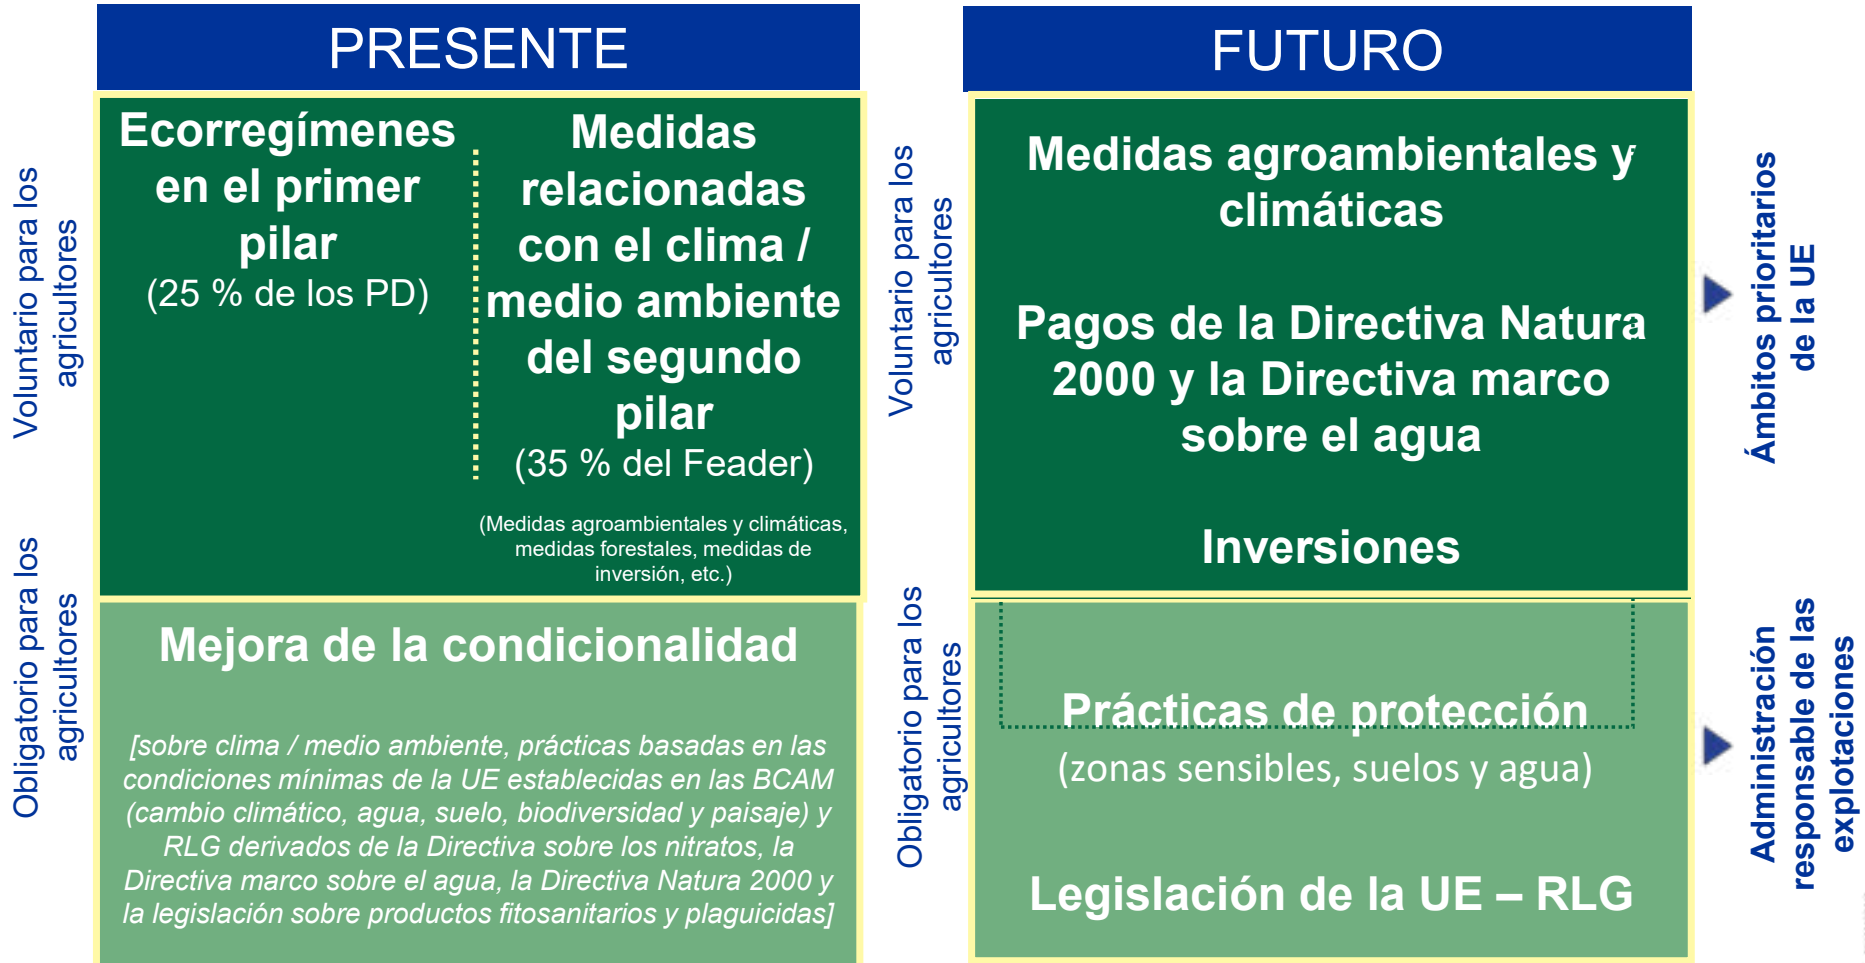 PRESENTE
Voluntario para los
agricultores
Ecorregímenes
en el primer
pilar
(25 % de los PD)
Medidas
relacionadas
con el clima /
medio ambiente
del segundo
pilar
(35 % del Feader)
(Medidas agroambientales y climáticas,
medidas forestales, medidas de
inversión, etc.)
Obligatorio para los
agricultores
Mejora de la condicionalidad
[sobre clima / medio ambiente, prácticas basadas en las
condiciones mínimas de la UE establecidas en las BCAM
(cambio climático, agua, suelo, biodiversidad y paisaje) y
RLG derivados de la Directiva sobre los nitratos, la
Directiva marco sobre el agua, la Directiva Natura 2000 y
la legislación sobre productos fitosanitarios y plaguicidas]
FUTURO
Voluntario para los
agricultores
Medidas agroambientales y
climáticas
Pagos de la Directiva Natura
2000 y la Directiva marco
sobre el agua
Inversiones
Ámbitos prioritarios
de la UE
Obligatorio para los
agricultores
Prácticas de protección
(zonas sensibles, suelos y agua)
Legislación de la UE – RLG
Administración
responsable de las
explotaciones